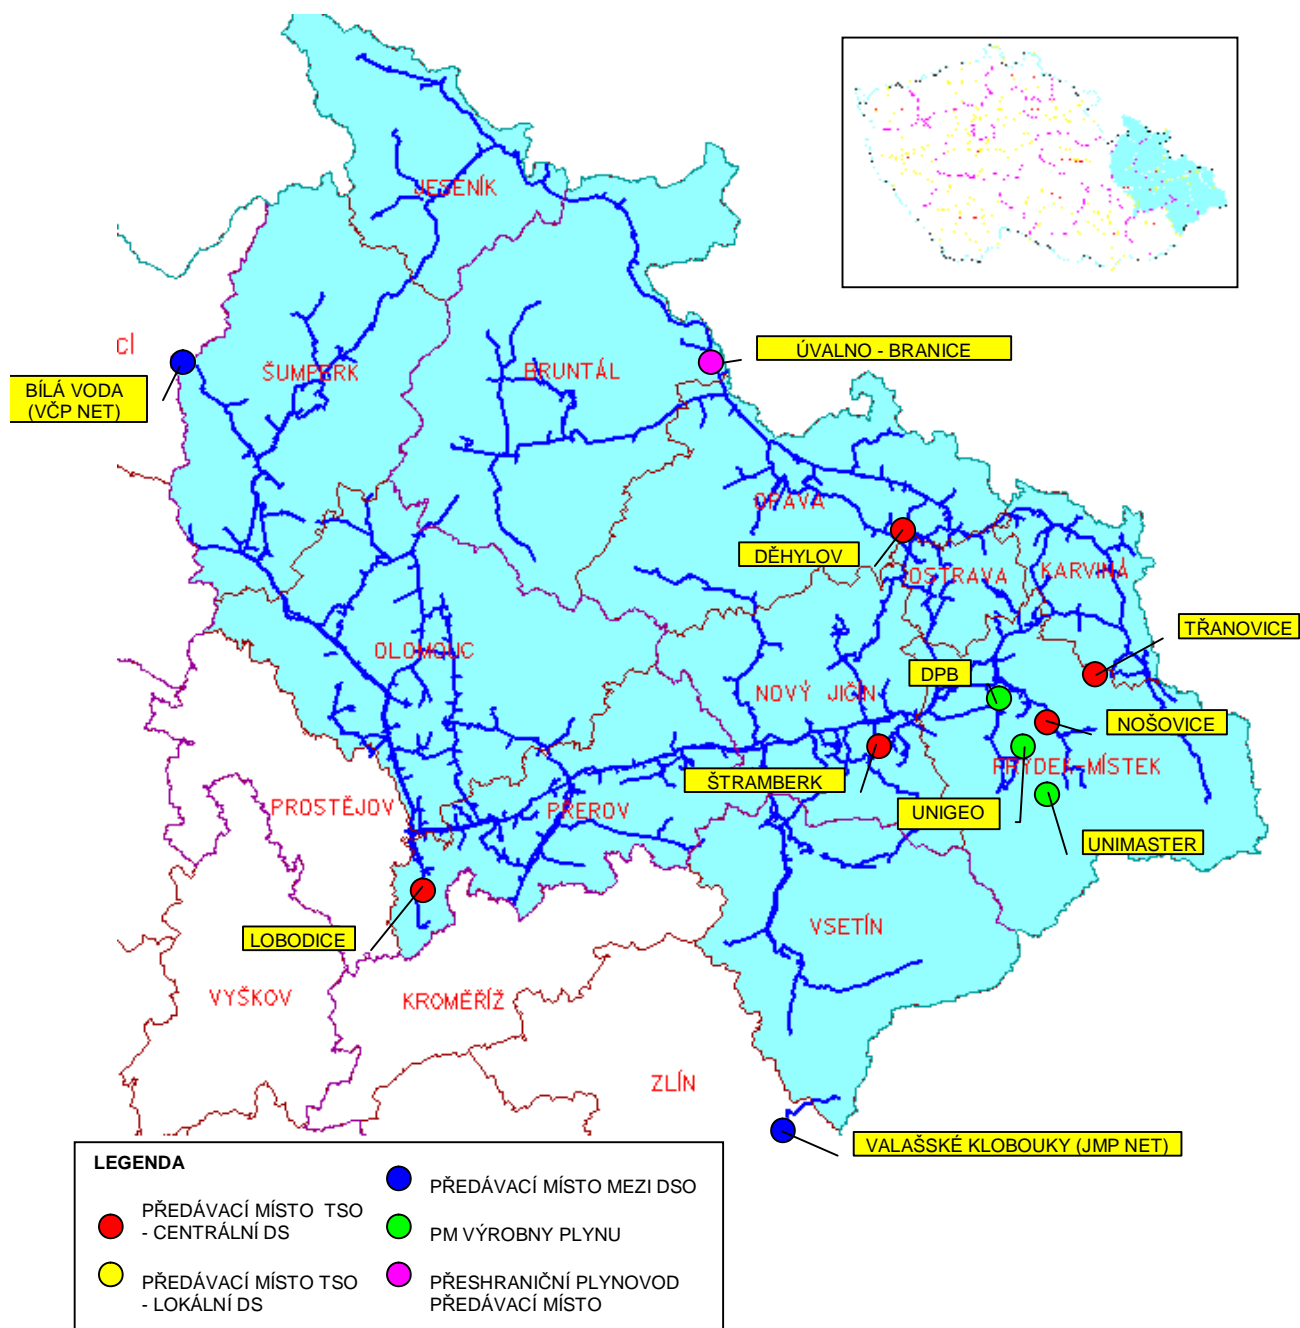 JESENÍK
cl
ŠUMPERK
BRUNTÁL
ÚVALNO - BRANICE
BÍLÁ VODA
(VČP NET)
OPAVA
DĚHYLOV
OSTRAVA
KARVINÁ
TŘANOVICE
OLOMOUC
DPB
NOVÝ JIČÍN
NOŠOVICE
FRÝDEK-MÍSTEK
ŠTRAMBERK
PROSTĚJOV
PŘEROV
UNIGEO
UNIMASTER
VSETÍN
LOBODICE
VYŠKOV
KROMĚŘÍŽ
ZLÍN
VALAŠSKÉ KLOBOUKY (JMP NET)
LEGENDA
PŘEDÁVACÍ MÍSTO TSO
- CENTRÁLNÍ DS
PŘEDÁVACÍ MÍSTO TSO
- LOKÁLNÍ DS
PŘEDÁVACÍ MÍSTO MEZI DSO
PM VÝROBNY PLYNU
PŘESHRANIČNÍ PLYNOVOD
PŘEDÁVACÍ MÍSTO